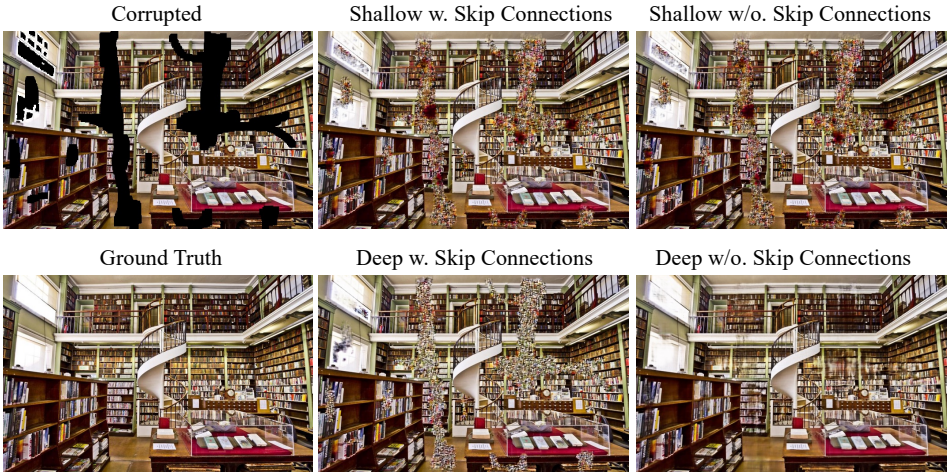 Corrupted
Shallow w. Skip Connections
Shallow w/o. Skip Connections
Ground Truth
Deep w. Skip Connections
Deep w/o. Skip Connections